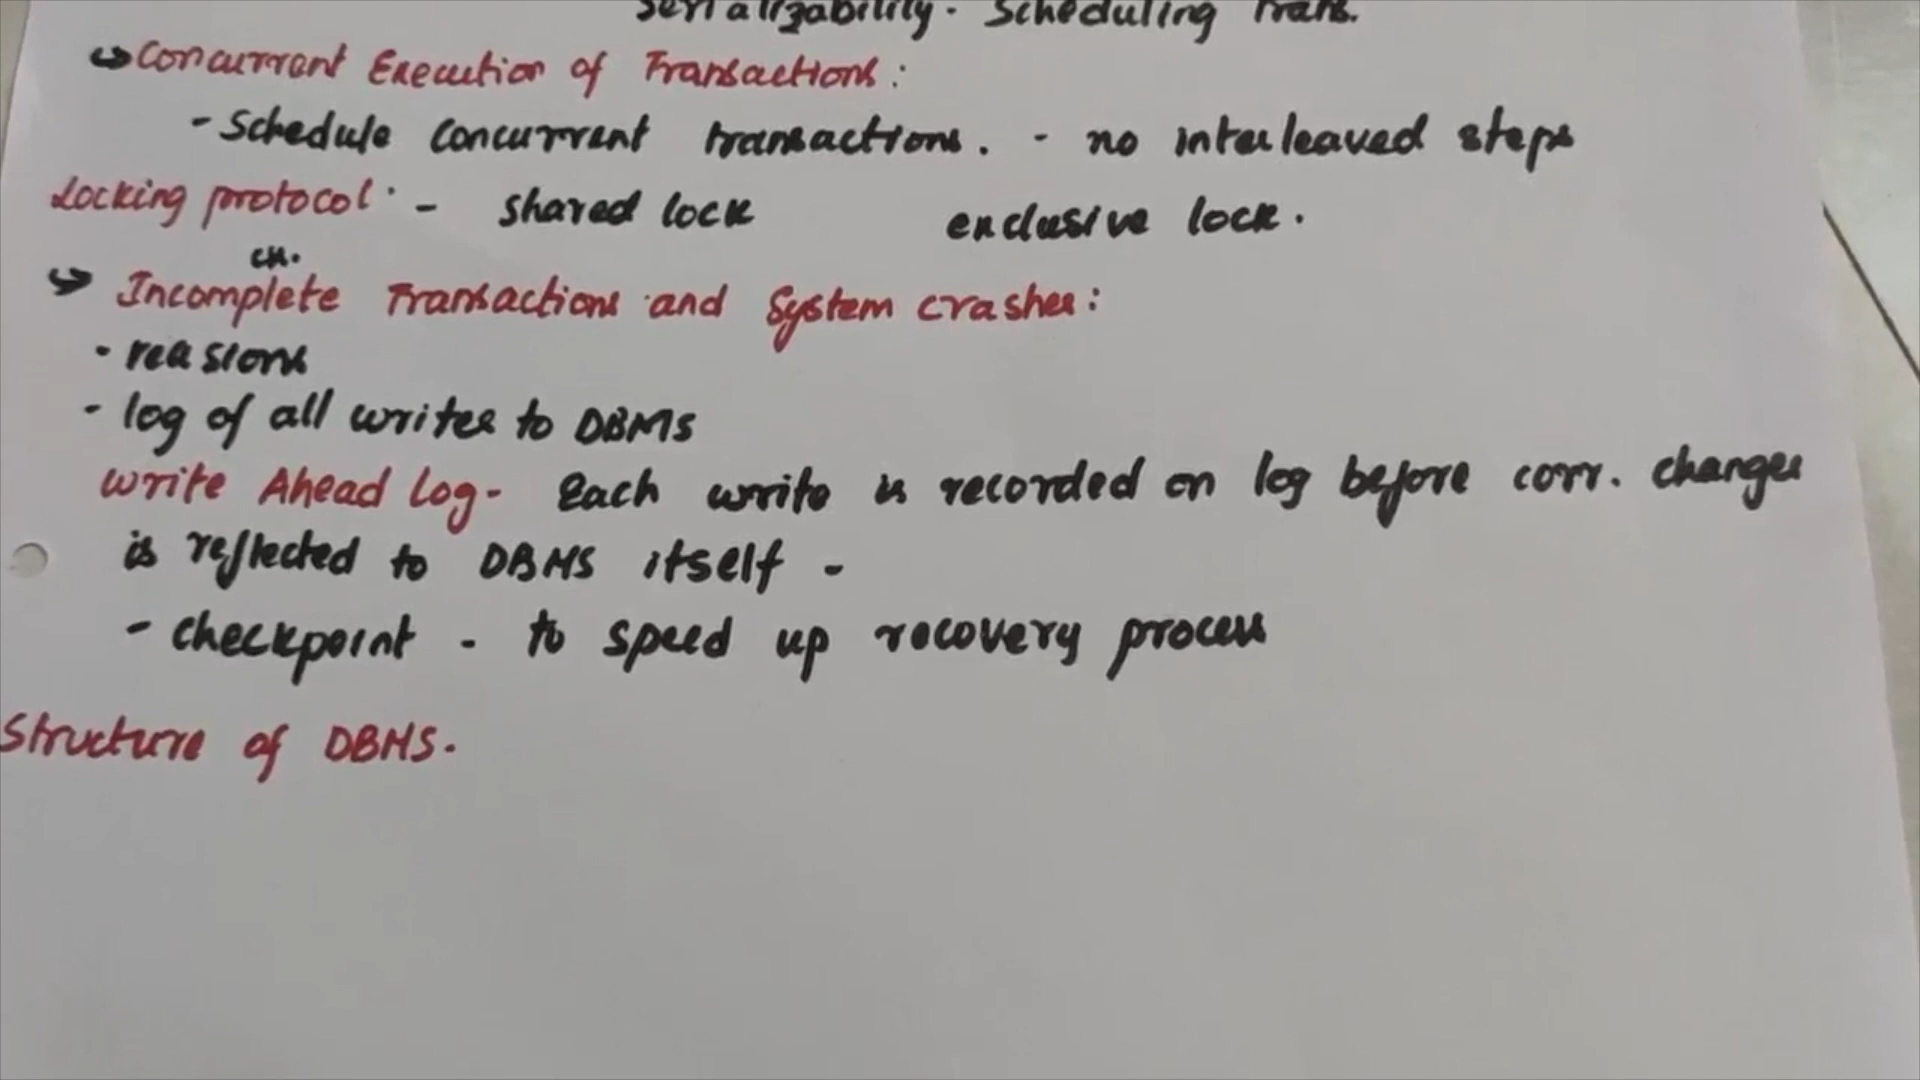 Serializability - Scheduling Trans.
→ Concurrent Execution of Transactions:
- Schedule concurrent transactions. - no interleaved steps
Locking protocol - shared lock exclusive lock.
→ Incomplete Transactions and System crashes:
• reasions
- log of all writes to DBMS
Write Ahead Log - Each write is recorded on log before corr. changes
is reflected to DBMS itself -
- checkpoint - to speed up recovery process
Structure of DBMS.